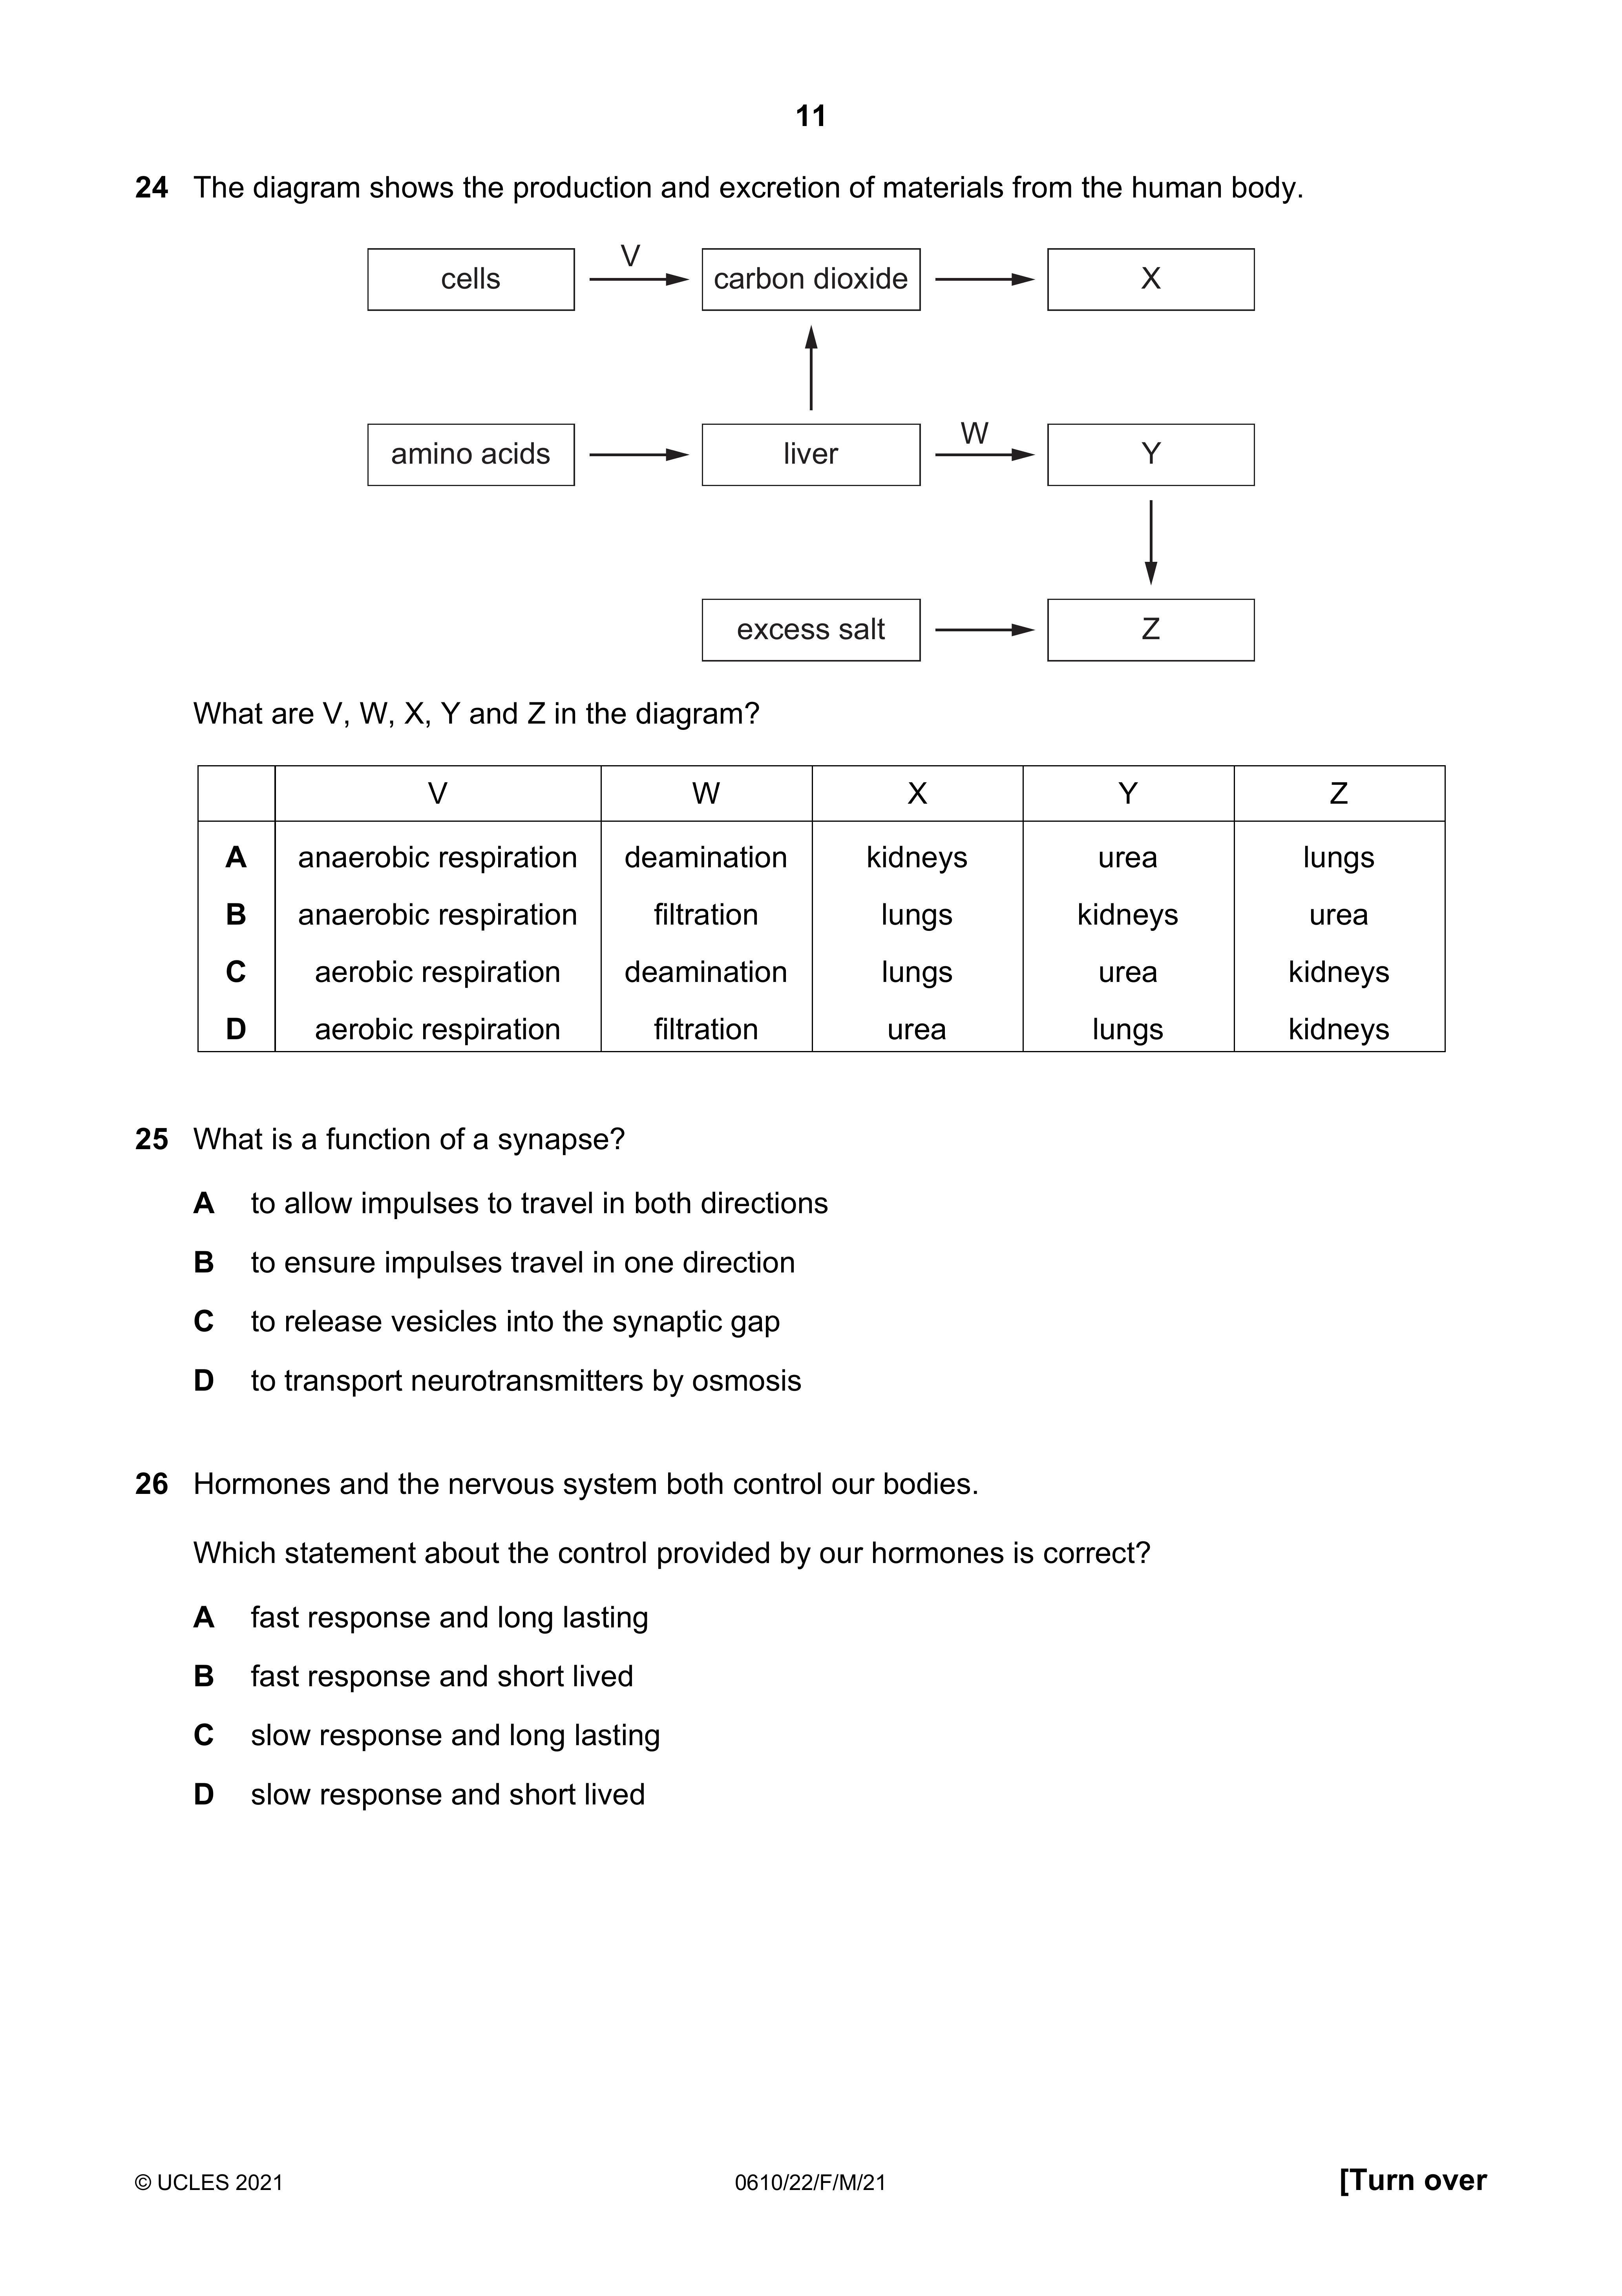 11
24 The diagram shows the production and excretion of materials from the human body.
V
cells carbon dioxide X
W
amino acids liver Y
excess salt Z
What are V, W, X, Y and Z in the diagram?
V W X Y Z
A anaerobic respiration deamination kidneys urea lungs
B anaerobic respiration filtration lungs kidneys urea
C aerobic respiration deamination lungs urea kidneys
D aerobic respiration filtration urea lungs kidneys
25 What is a function of a synapse?
A to allow impulses to travel in both directions
B to ensure impulses travel in one direction
C to release vesicles into the synaptic gap
D to transport neurotransmitters by osmosis
26 Hormones and the nervous system both control our bodies.
Which statement about the control provided by our hormones is correct?
A fast response and long lasting
B fast response and short lived
C slow response and long lasting
D slow response and short lived
© UCLES 2021 0610/22/F/M/21 [Turn over